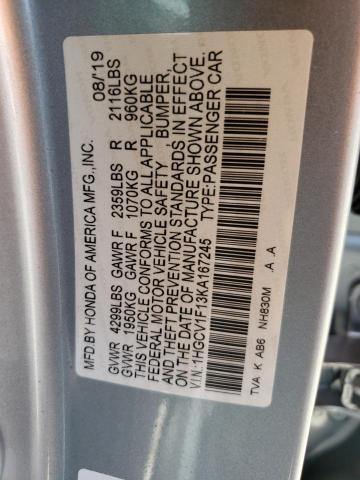 MFD.BY HONDA OF AMERICA MFG.,INC. 08/'19
GVWR 4299LBS GAWR F 2359LBS R 2116LBS
GVWR 1950KG GAWR F 1070KG R 960KG
THIS VEHICLE CONFORMS TO ALL APPLICABLE
FEDERAL MOTOR VEHICLE SAFETY BUMPER,
AND THEFT PREVENTION STANDARDS IN EFFECT
ON THE DATE OF MANUFACTURE SHOWN ABOVE.
V.I.N.:1HGCV1F13KA167245 TYPE:PASSENGER CAR
TVA K AB6 NH830M .A .A